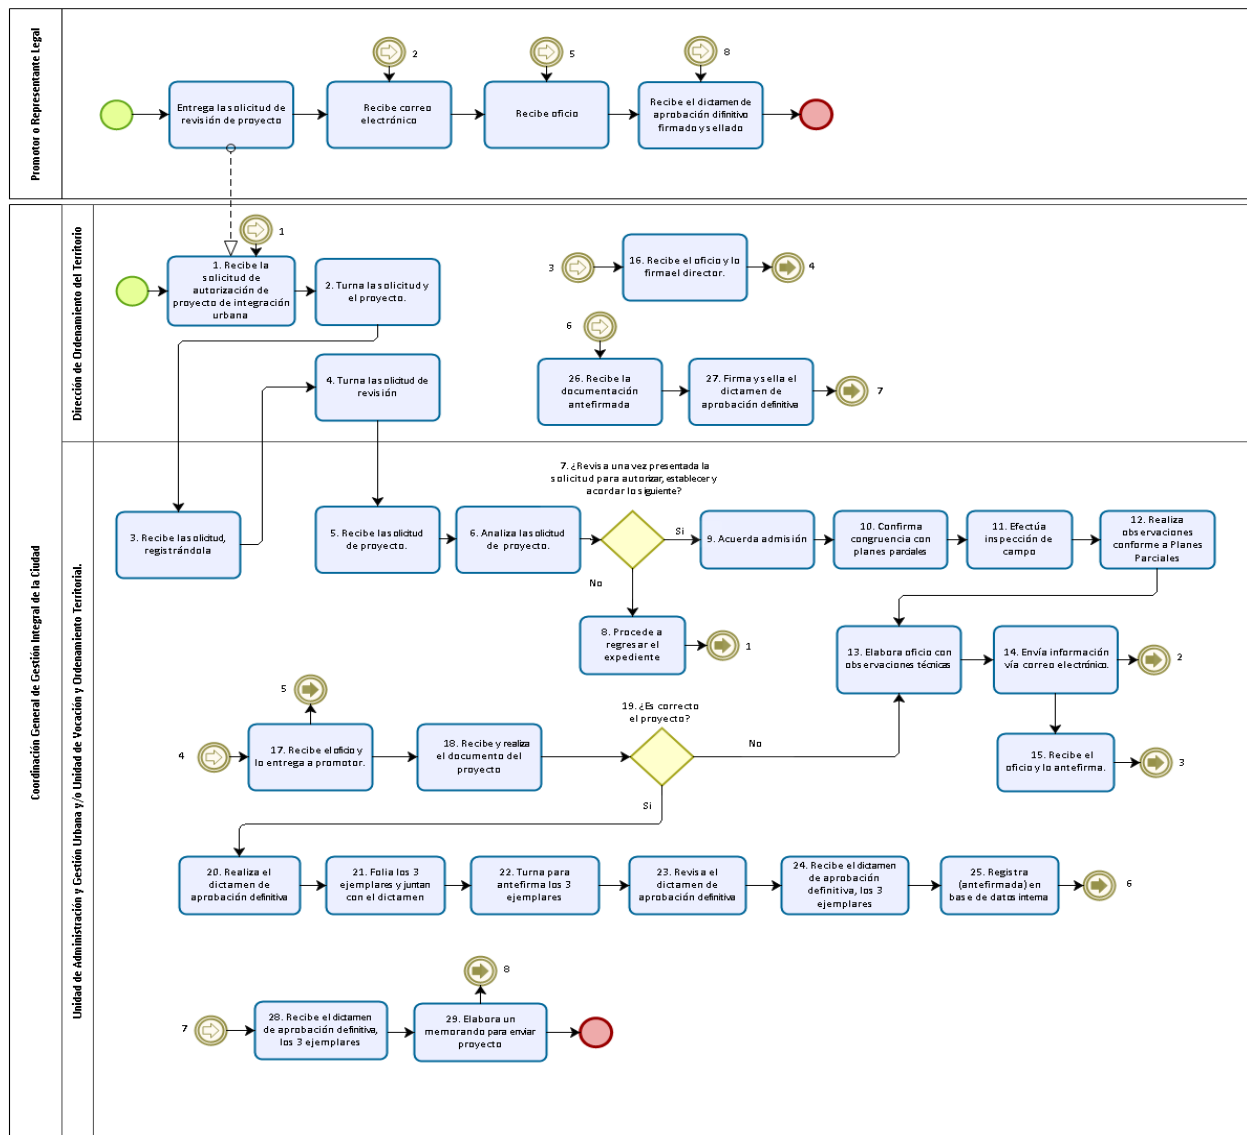 Promotor o Representante Legal
2
5
8
Entrega la solicitud de
revisión de proyecto
Recibe correo
electrónico
Recibe oficio
Recibe el dictamen de
aprobación difinitivo
firmado y sellado
Coordinación General de Gestión Integral de la Ciudad
Dirección de Ordenamiento del Territorio
1
1. Recibe la
solicitud de
autorización de
proyecto de integración
urbana
2. Turna la solicitud y
el proyecto.
3
16. Recibe el oficio y lo
firmael director.
4
6
4. Turna la solicitud de
revisión
26. Recibe la
documentación
antefirmada
27. Firma y sella el
dictamen de
aprobación definitiva
7
Unidad de Administración y Gestión Urbana y/o Unidad de Vocación y Ordenamiento Territorial.
7. ¿Revisa una vez presentada la
solicitud para autorizar, establecer y
acordar lo siguiente?
3. Recibe la solicitud,
registrándola
5. Recibe la solicitud
de proyecto.
6. Analiza la solicitud
de proyecto.
Si
9. Acuerda admisión
10. Confirma
congruencia con
planes parciales
11. Efectúa
inspección de
campo
12. Realiza
observaciones
conforme a Planes
Parciales
No
8. Procede a
regresar el
expediente
1
13. Elabora oficio con
observaciones técnicas
14. Envía información
vía correo electrónico.
2
5
19. ¿Es correcto
el proyecto?
4
17. Recibe el oficio y
lo entrega a promotor.
18. Recibe y realiza
el documento del
proyecto
No
15. Recibe el
oficio y lo antefirma.
3
Si
20. Realiza el
dictamen de
aprobación definitiva
21. Folia los 3
ejemplares y juntan
con el dictamen
22. Turna para
antefirma los 3
ejemplares
23. Revisa el
dictamen de
aprobación definitiva
24. Recibe el dictamen
de aprobación
definitiva, los 3
ejemplares
25. Registra
(antefirmada) en
base de datos interna
6
8
7
28. Recibe el dictamen
de aprobación definitiva,
los 3 ejemplares
29. Elabora un
memorando para enviar
proyecto